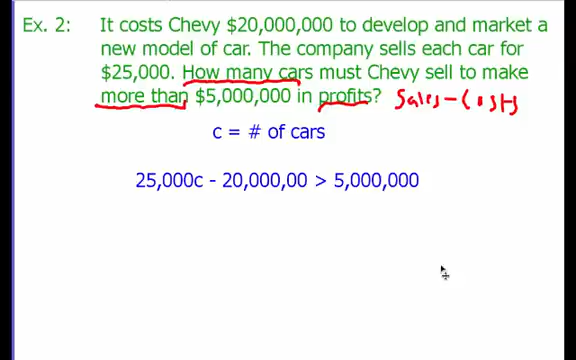 Ex. 2: It costs Chevy $20,000,000 to develop and market a
new model of car. The company sells each car for
$25,000. How many cars must Chevy sell to make
more than $5,000,000 in profits? Sales - Costs
c = # of cars
25,000c - 20,000,00 > 5,000,000